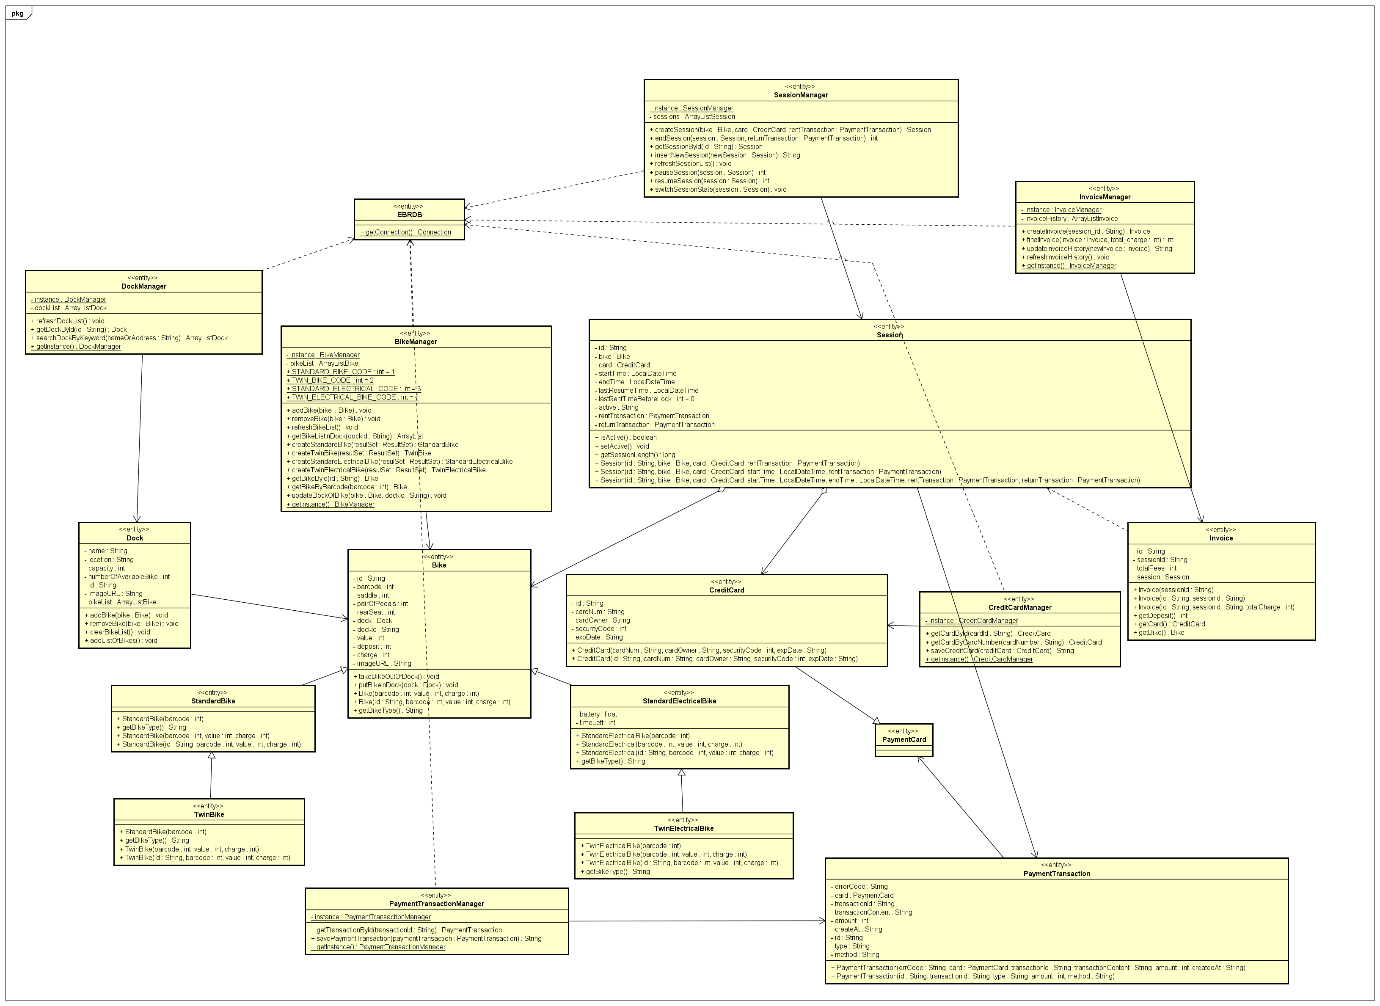 pkg
<<entity>>
SessionManager
- instance : SessionManager
- sessions : ArrayListSession
+ createSession(bike : Bike, card : CreditCard, rentTransaction : PaymentTransaction) : Session
+ endSession(session : Session, returnTransaction : PaymentTransaction) : int
+ getSessionById(id : String) : Session
+ insertNewSession(newSession : Session) : String
+ refreshSessionList() : void
+ pauseSession(session : Session) : int
+ resumeSession(session : Session) : int
+ switchSessionState(session : Session) : void
<<entity>>
InvoiceManager
- instance : InvoiceManager
- invoiceHistory : ArrayListInvoice
+ createInvoice(session_id : String) : Invoice
+ finalInvoice(invoice : Invoice, total_charge : int) : int
+ updateInvoiceHistory(newInvoice : Invoice) : String
+ refreshInvoiceHistory() : void
+ getInstance() : InvoiceManager
<<entity>>
EBRDB
- getConnection() : Connection
<<entity>>
DockManager
- instance : DockManager
- dockList : ArrayListDock
+ refreshDockList() : void
+ getDockById(id : String) : Dock
+ searchDockByKeyword(nameOrAddress : String) : ArrayListDock
+ getInstance() : DockManager
<<entity>>
BikeManager
- instance : BikeManager
- bikeList : ArrayListBike
+ STANDARD_BIKE_CODE : int = 1
+ TWIN_BIKE_CODE : int = 2
+ STANDARD_ELECTRICAL_CODE : int = 3
+ TWIN_ELECTRICAL_BIKE_CODE : int = 4
+ addBike(bike : Bike) : void
+ removeBike(bike : Bike) : void
+ refreshBikeList() : void
+ getBikeListInDock(dockId : String) : ArrayList
+ createStandardBike(resulSet : ResultSet) : StandardBike
+ createTwinBike(resulSet : ResultSet) : TwinBike
+ createStandardElectricalBike(resulSet : ResultSet) : StandardElectricalBike
+ createTwinElectricalBike(resulSet : ResultSet) : TwinElectricalBike
+ getBikeById(id : String) : Bike
+ getBikeByBarcode(barcode : int) : Bike
+ updateDockOfBike(bike : Bike, dockId : String) : void
+ getInstance() : BikeManager
<<entity>>
Session
- id : String
- bike : Bike
- card : CreditCard
- startTime : LocalDateTime
- endTime : LocalDateTime
- lastResumeTime : LocalDateTime
- lastRentTimeBeforeLock : int = 0
- active : String
- rentTransaction : PaymentTransaction
- returnTransaction : PaymentTransaction
+ isActive() : boolean
+ setActive() : void
+ getSessionLength() : long
+ Session(id : String, bike : Bike, card : CreditCard, rentTransaction : PaymentTransaction)
+ Session(id : String, bike : Bike, card : CreditCard, startTime : LocalDateTime, rentTransaction : PaymentTransaction)
+ Session(id : String, bike : Bike, card : CreditCard, startTime : LocalDateTime, endTime : LocalDateTime, rentTransaction : PaymentTransaction, returnTransaction : PaymentTransaction)
<<entity>>
Dock
- name : String
- location : String
- capacity : int
- numberOfAvailableBike : int
- id : String
- imageURL : String
- bikeList : ArrayListBike
+ addBike(bike : Bike) : void
+ removeBike(bike : Bike) : void
+ clearBikeList() : void
+ addListOfBikes() : void
<<entity>>
Bike
- id : String
- barcode : int
- saddle : int
- pairOfPedals : int
- rearSeat : int
- dock : Dock
- dockId : String
- value : int
- deposit : int
- charge : int
- imageURL : String
+ takeBikeOutOfDock() : void
+ putBikeInDock(dock : Dock) : void
+ Bike(barcode : int, value : int, charge : int)
+ Bike(id : String, barcode : int, value : int, charge : int)
+ getBikeType() : String
<<entity>>
CreditCard
- id : String
- cardNum : String
- cardOwner : String
- securityCode : int
- expDate : String
+ CreditCard(cardNum : String, cardOwner : String, securityCode : int, expDate : String)
+ CreditCard(id : String, cardNum : String, cardOwner : String, securityCode : int, expDate : String)
<<entity>>
CreditCardManager
- instance : CreditCardManager
+ getCardById(cardId : String) : CreditCard
+ getCardByCardNumber(cardNumber : String) : CreditCard
+ saveCreditCard(creditCard : CreditCard) : String
+ getInstance() : CreditCardManager
<<entity>>
Invoice
- id : String
- sessionId : String
- totalFees : int
- session : Session
+ Invoice(sessionId : String)
+ Invoice(id : String, sessionId : String)
+ Invoice(id : String, sessionId : String, totalCharge : int)
+ getDeposit() : int
+ getCard() : CreditCard
+ getBike() : Bike
<<entity>>
StandardBike
+ StandardBike(barcode : int)
+ getBikeType() : String
+ StandardBike(barcode : int, value : int, charge : int)
+ StandardBike(id : String, barcode : int, value : int, charge : int)
<<entity>>
StandardElectricalBike
- battery : float
- timeLeft : int
+ StandardElectricalBike(barcode : int)
+ StandardElectrical(barcode : int, value : int, charge : int)
+ StandardElectrical(id : String, barcode : int, value : int, charge : int)
+ getBikeType() : String
<<entity>>
PaymentCard
<<entity>>
TwinBike
+ StandardBike(barcode : int)
+ getBikeType() : String
+ TwinBike(barcode : int, value : int, charge : int)
+ TwinBike(id : String, barcode : int, value : int, charge : int)
<<entity>>
TwinElectricalBike
+ TwinElectricalBike(barcode : int)
+ TwinElectricalBike(barcode : int, value : int, charge : int)
+ TwinElectricalBike(id : String, barcode : int, value : int, charge : int)
+ getBikeType() : String
<<entity>>
PaymentTransactionManager
- instance : PaymentTransactionManager
+ getTransactionById(transactionId : String) : PaymentTransaction
+ savePaymentTransaction(paymentTransaction : PaymentTransaction) : String
+ getInstance() : PaymentTransactionManager
<<entity>>
PaymentTransaction
- errorCode : String
- card : PaymentCard
- transactionId : String
- transactionContent : String
- amount : int
- createAt : String
- id : String
- type : String
- method : String
+ PaymentTransaction(errCode : String, card : PaymentCard, transactionId : String, transactionContent : String, amount : int, createdAt : String)
+ PaymentTransaction(id : String, transactionId : String, type : String, amount : int, method : String)